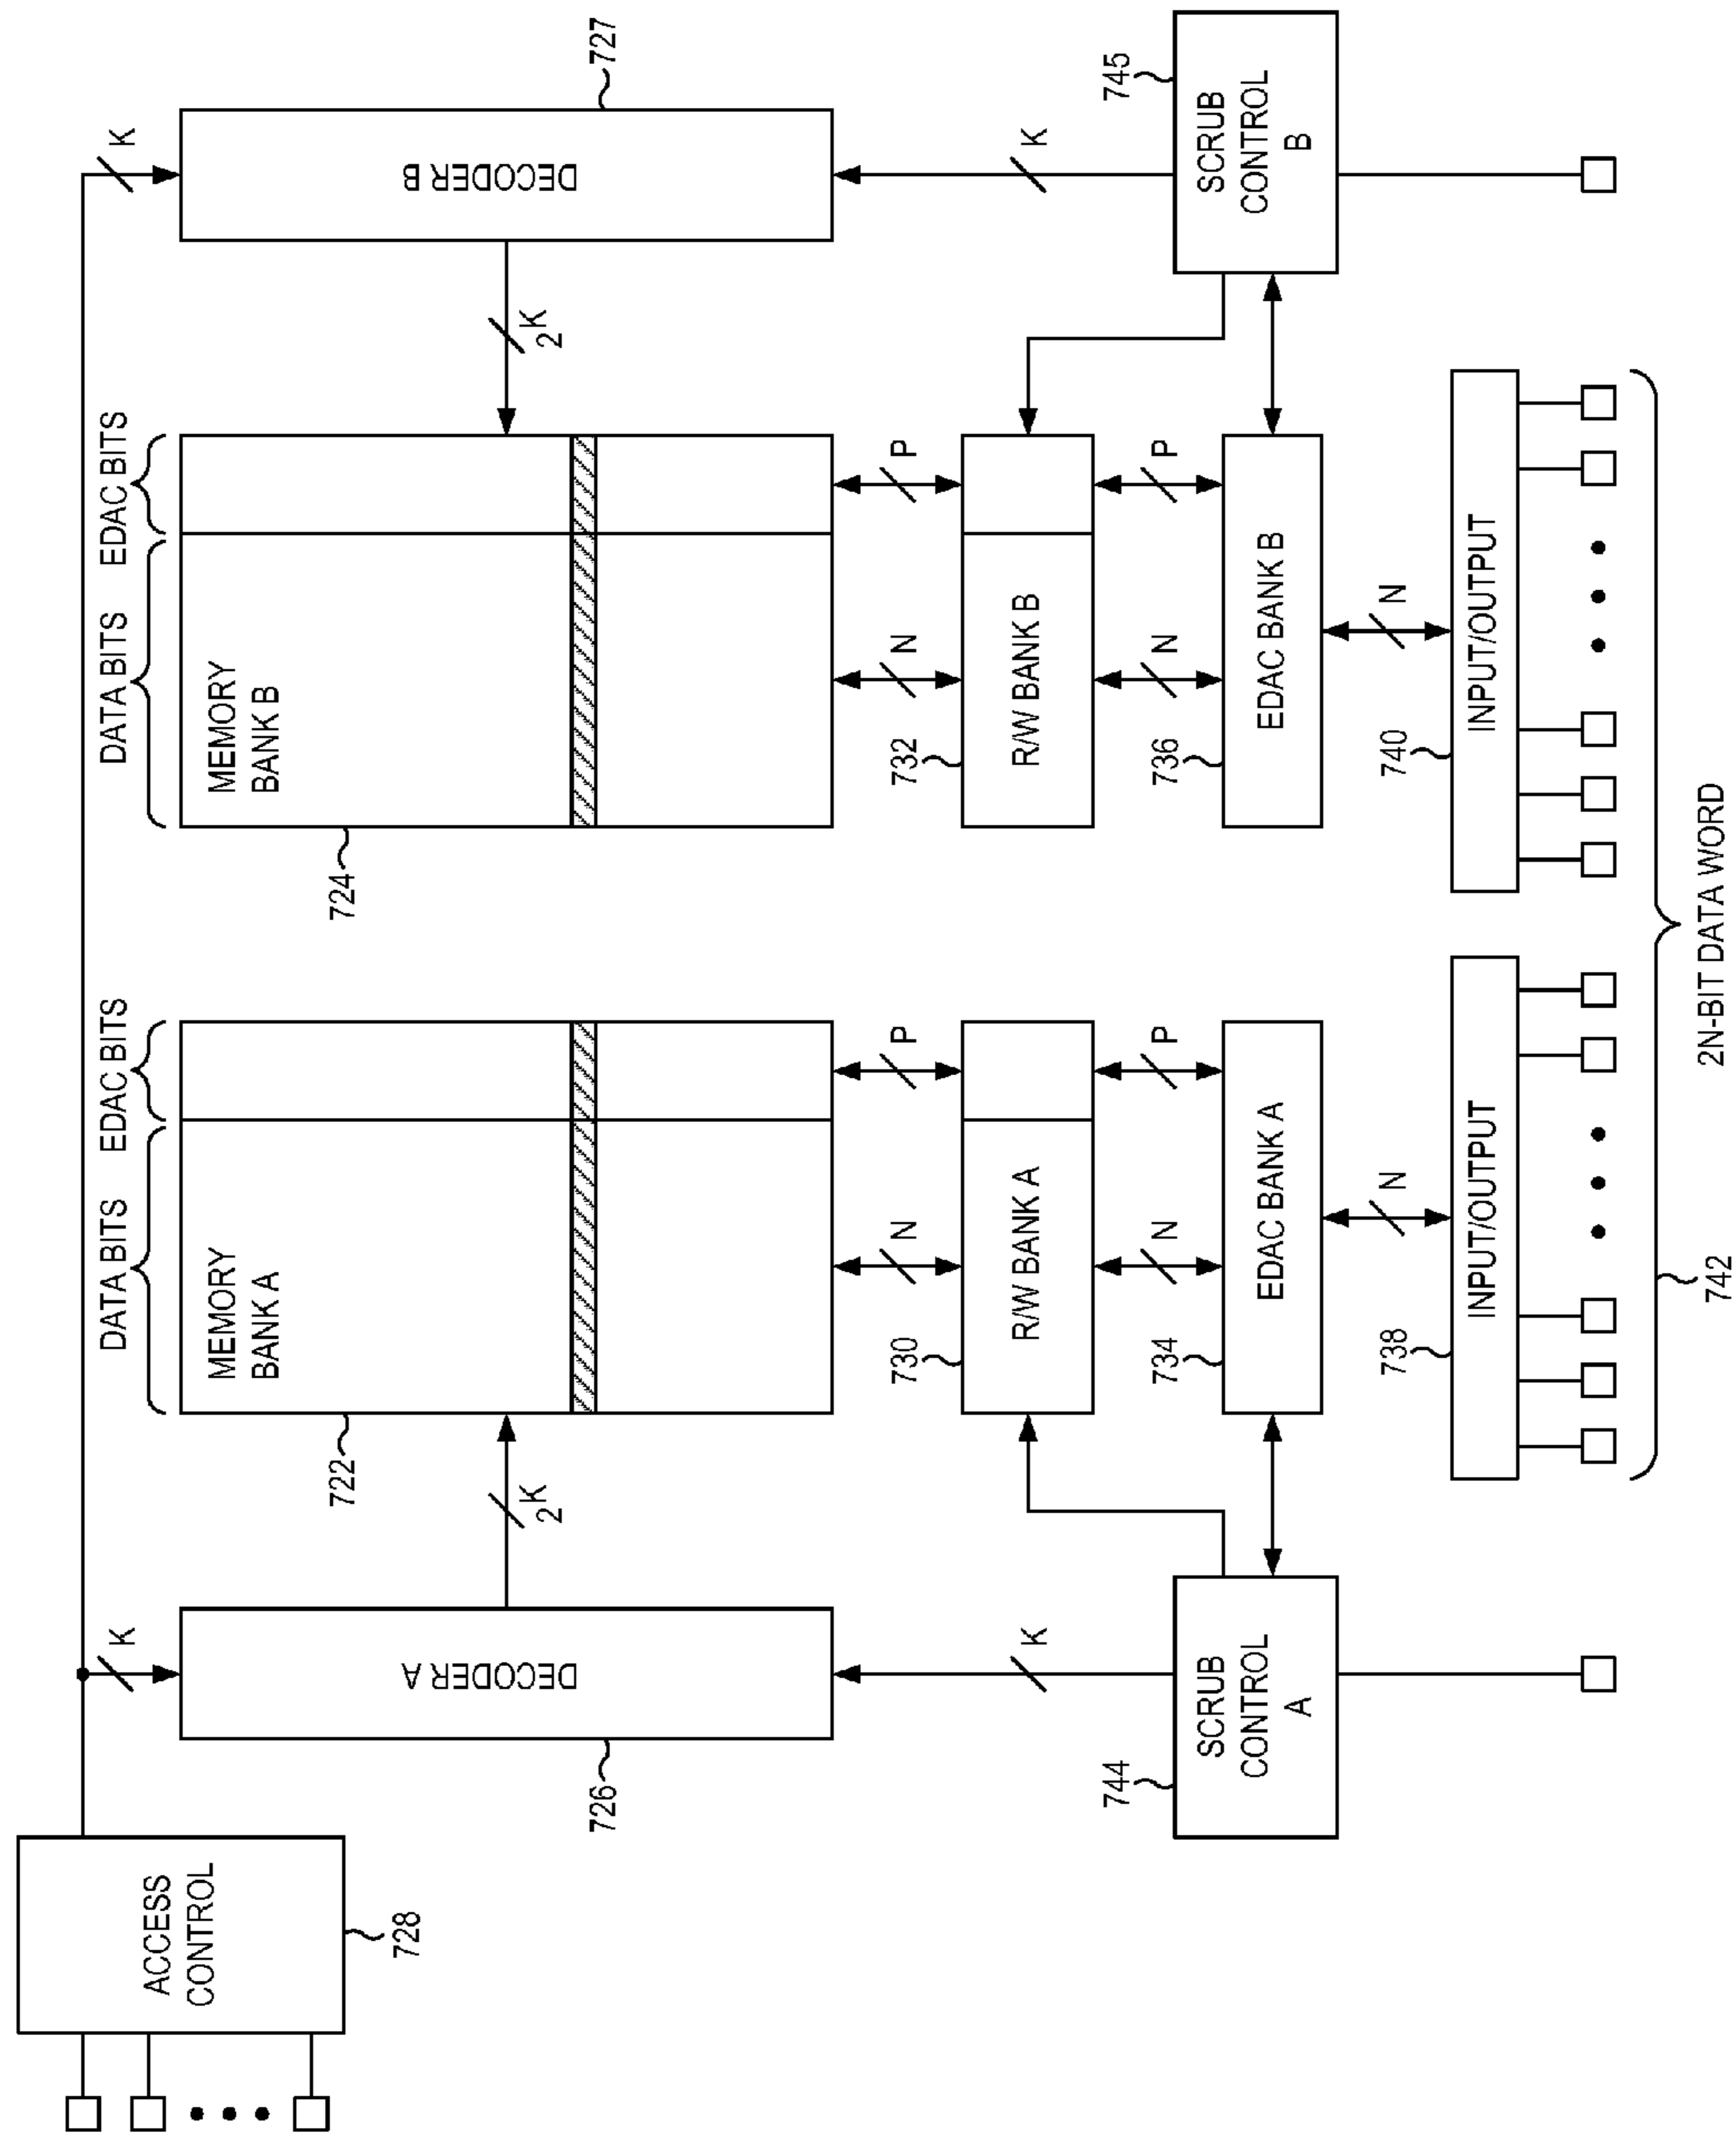 ACCESS
CONTROL
728
K
DATA BITS
EDAC BITS
DATA BITS
EDAC BITS
K
MEMORY
BANK A
MEMORY
BANK B
722
724
DECODER A
2K
2K
DECODER B
726
727
730
N
P
732
N
P
K
R/W BANK A
R/W BANK B
K
744
734
N
P
736
N
P
745
SCRUB
CONTROL
A
EDAC BANK A
EDAC BANK B
SCRUB
CONTROL
B
738
N
740
N
INPUT/OUTPUT
INPUT/OUTPUT
742
2N-BIT DATA WORD